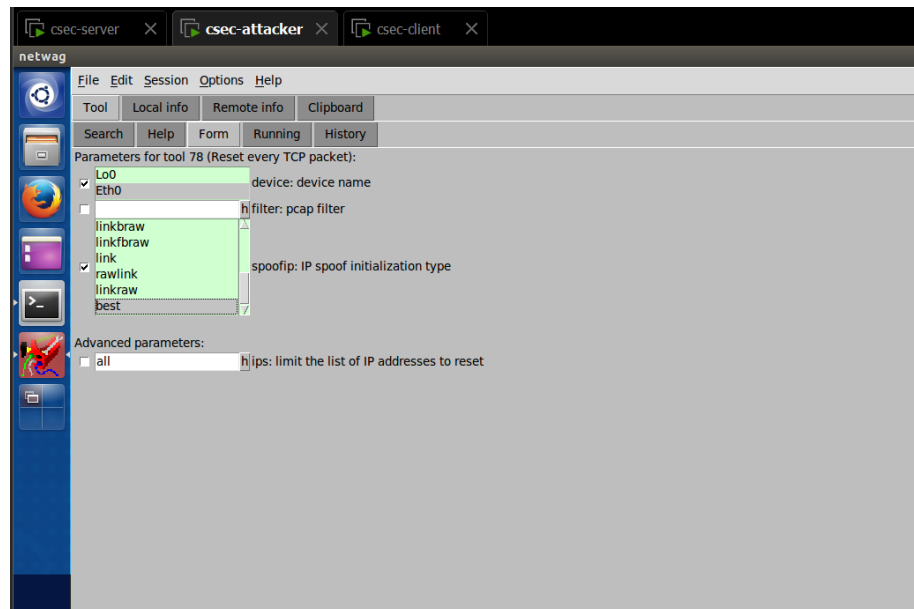 csec-server csec-attacker csec-client
netwag
File Edit Session Options Help
Tool Local info Remote info Clipboard
Search Help Form Running History
Parameters for tool 78 (Reset every TCP packet):
Lo0
Eth0
device: device name
h filter: pcap filter
linkbraw
linkfbraw
link
rawlink
linkraw
best
spoofip: IP spoof initialization type
Advanced parameters:
all h ips: limit the list of IP addresses to reset